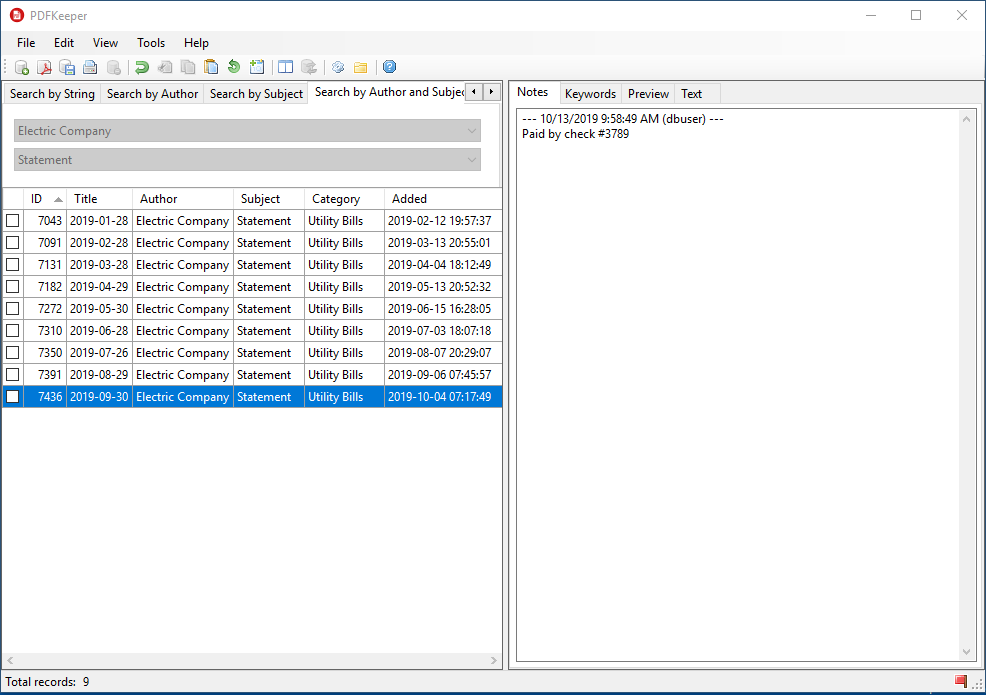 PDFKeeper
File Edit View Tools Help
Search by String Search by Author Search by Subject Search by Author and Subjec
Electric Company
Statement
ID Title Author Subject Category Added
7043 2019-01-28 Electric Company Statement Utility Bills 2019-02-12 19:57:37
7091 2019-02-28 Electric Company Statement Utility Bills 2019-03-13 20:55:01
7131 2019-03-28 Electric Company Statement Utility Bills 2019-04-04 18:12:49
7182 2019-04-29 Electric Company Statement Utility Bills 2019-05-13 20:52:32
7272 2019-05-30 Electric Company Statement Utility Bills 2019-06-15 16:28:05
7310 2019-06-28 Electric Company Statement Utility Bills 2019-07-03 18:07:18
7350 2019-07-26 Electric Company Statement Utility Bills 2019-08-07 20:29:07
7391 2019-08-29 Electric Company Statement Utility Bills 2019-09-06 07:45:57
7436 2019-09-30 Electric Company Statement Utility Bills 2019-10-04 07:17:49
Notes Keywords Preview Text
--- 10/13/2019 9:58:49 AM (dbuser) ---
Paid by check #3789
Total records: 9